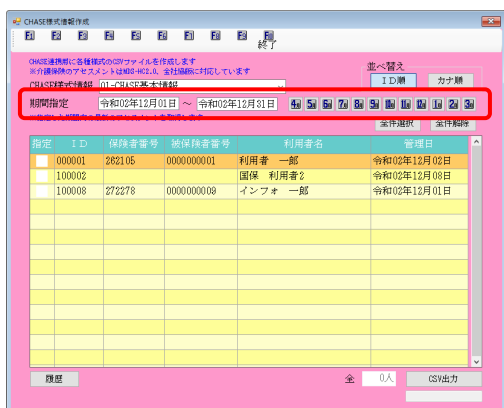 CHASE様式情報作成
F1 F2 F3 F4 F5 F6 F7 F8 F9
終了
CHASE連携用に各種様式のCSVファイルを作成します
※介護保険のアセスメントはMDS-HC2.0、全社協版に対応しています
並べ替え
ID順 カナ順
CHASE様式情報 01-CHASE基本情報
期間指定 令和02年12月01日 ～ 令和02年12月31日 4月 5月 6月 7月 8月 9月 10月 11月 12月 1月 2月 3月
全件選択 全件解除
指定 ID 保険者番号 被保険者番号 利用者名 管理日
000001 262105 0000000001 利用者 一郎 令和02年12月02日
100002 国保 利用者2 令和02年12月08日
100008 272278 0000000009 インフォ 一郎 令和02年12月01日
履歴 全 0人 CSV出力